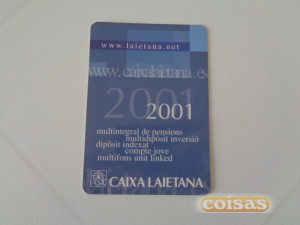 www.laietana.net
www.caixalaietana.es
2001
2001
multintegral de pensions
multidipòsit inversió
dipòsit indexat
compte jove
multifons unit linked
CAIXA LAIETANA
coisas